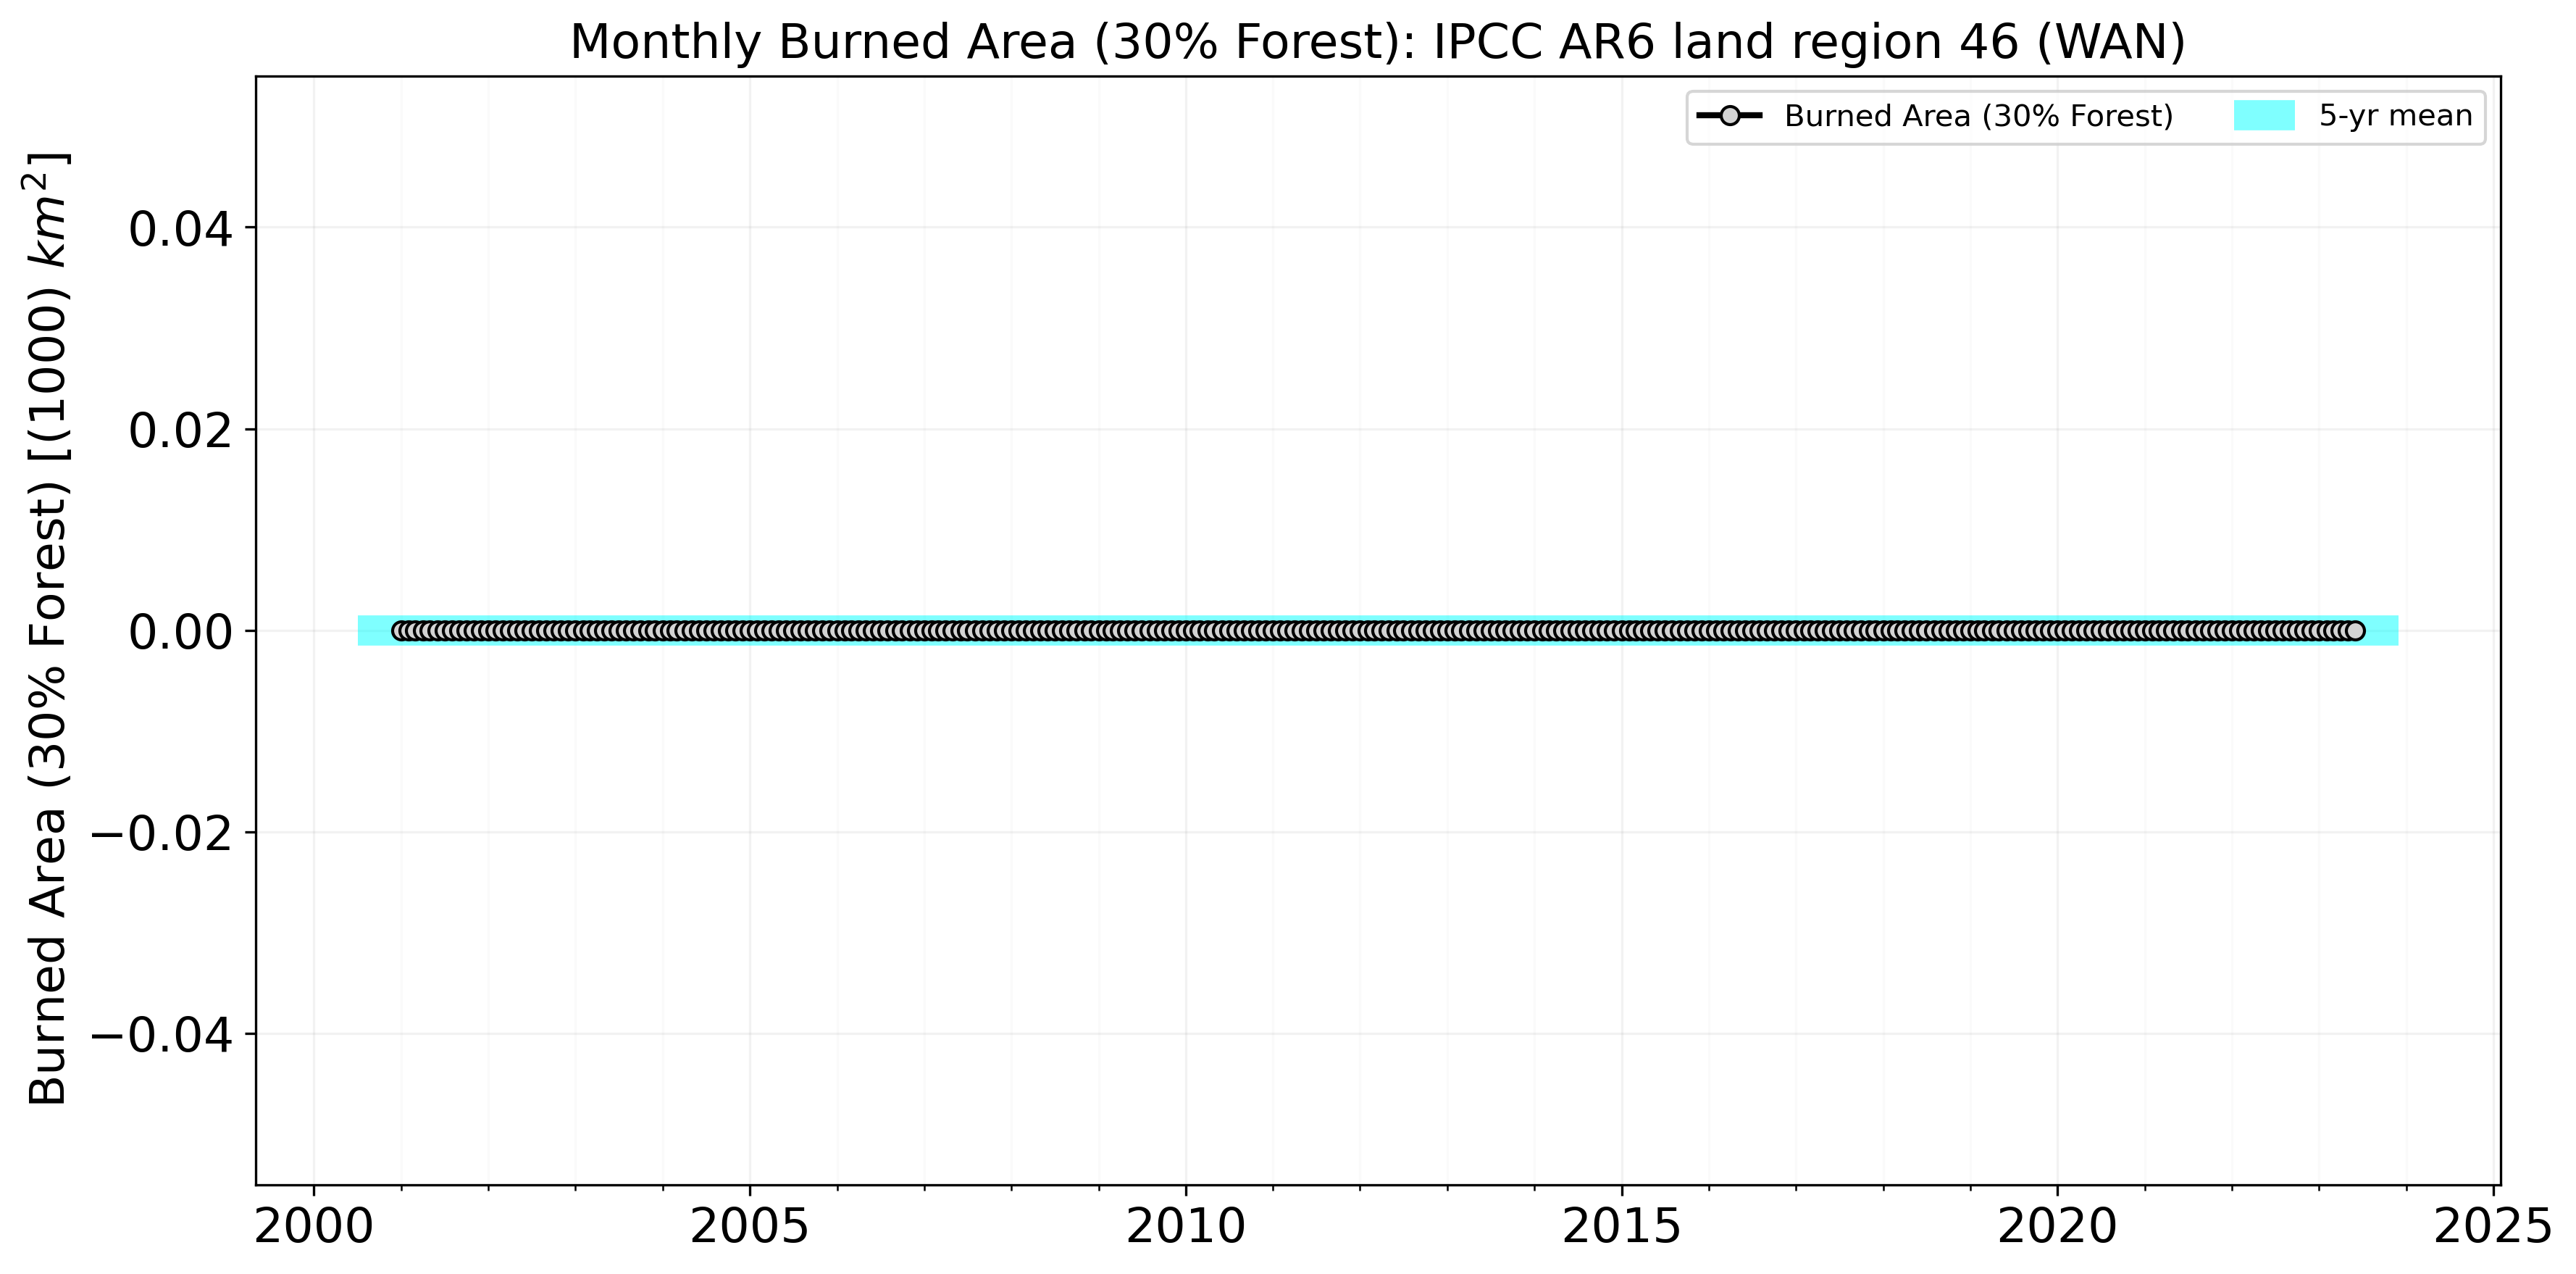 Monthly Burned Area (30% Forest): IPCC AR6 land region 46 (WAN)
Burned Area (30% Forest)
5-yr mean
Burned Area (30% Forest) [(1000) km²]
0.04
0.02
0.00
−0.02
−0.04
2000
2005
2010
2015
2020
2025